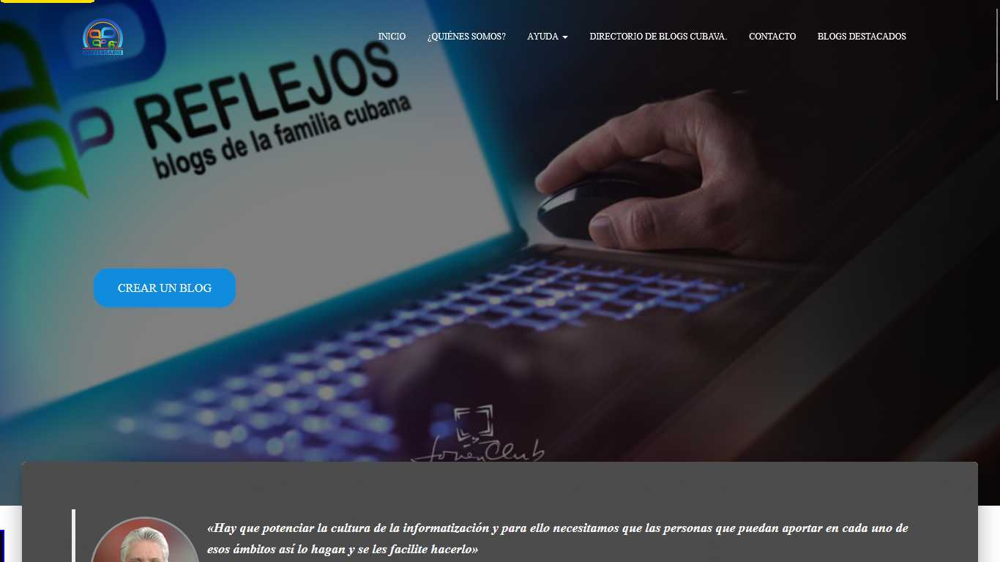 INICIO
¿QUIÉNES SOMOS?
AYUDA
DIRECTORIO DE BLOGS CUBAVA.
CONTACTO
BLOGS DESTACADOS
ANIVERSARIO
REFLEJOS
blogs de la familia cubana
CREAR UN BLOG
JovenClub
«Hay que potenciar la cultura de la informatización y para ello necesitamos que las personas que puedan aportar en cada uno de
esos ámbitos así lo hagan y se les facilite hacerlo»